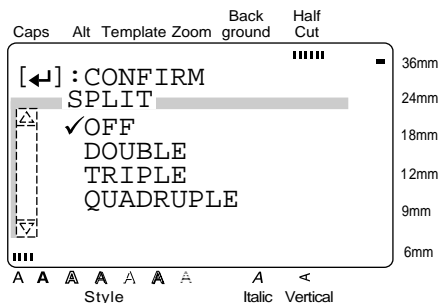 Caps Alt Template Zoom Back ground Half Cut
[↵]:CONFIRM
SPLIT
✓OFF
DOUBLE
TRIPLE
QUADRUPLE
36mm
24mm
18mm
12mm
9mm
6mm
A A A A A A A A A
Style Italic Vertical